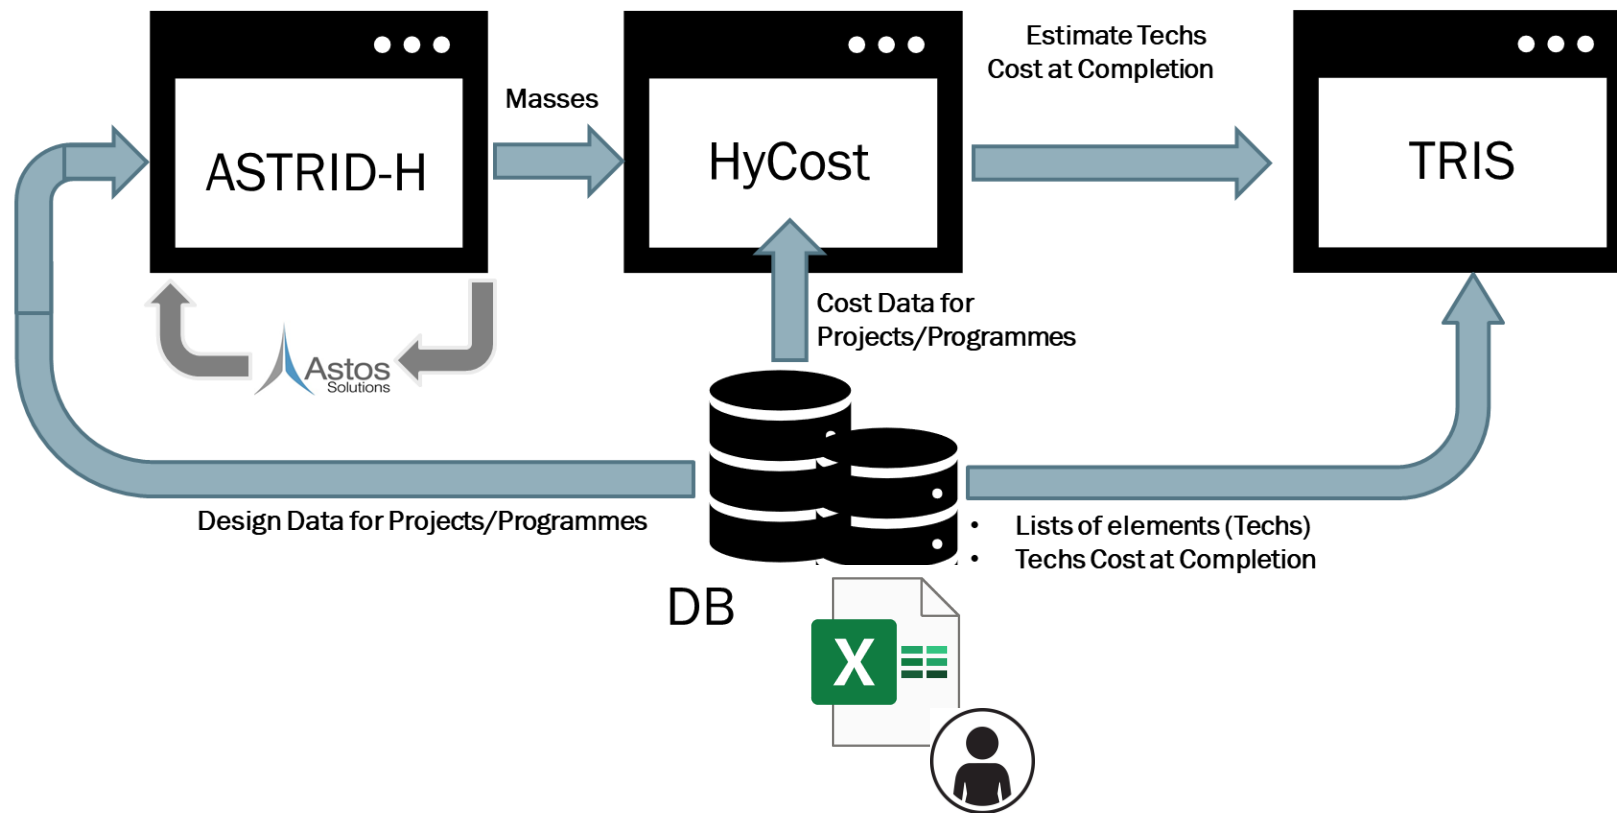 Estimate Techs
Cost at Completion
Masses
ASTRID-H
HyCost
TRIS
Cost Data for
Projects/Programmes
Astos
Solutions
Design Data for Projects/Programmes
• Lists of elements (Techs)
• Techs Cost at Completion
DB
X